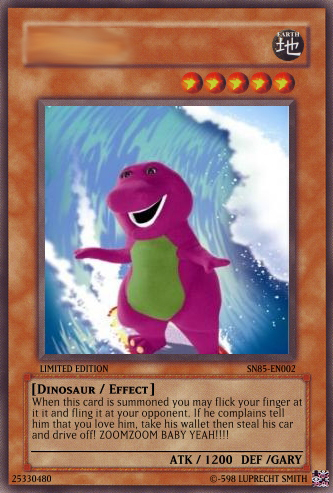 EARTH
地
LIMITED EDITION SN85-EN002
[DINOSAUR / EFFECT]
When this card is summoned you may flick your finger at
it it and fling it at your opponent. If he complains tell
him that you love him, take his wallet then steal his car
and drive off! ZOOMZOOM BABY YEAH!!!!
ATK / 1200 DEF /GARY
25330480 ©-598 LUPRECHT SMITH